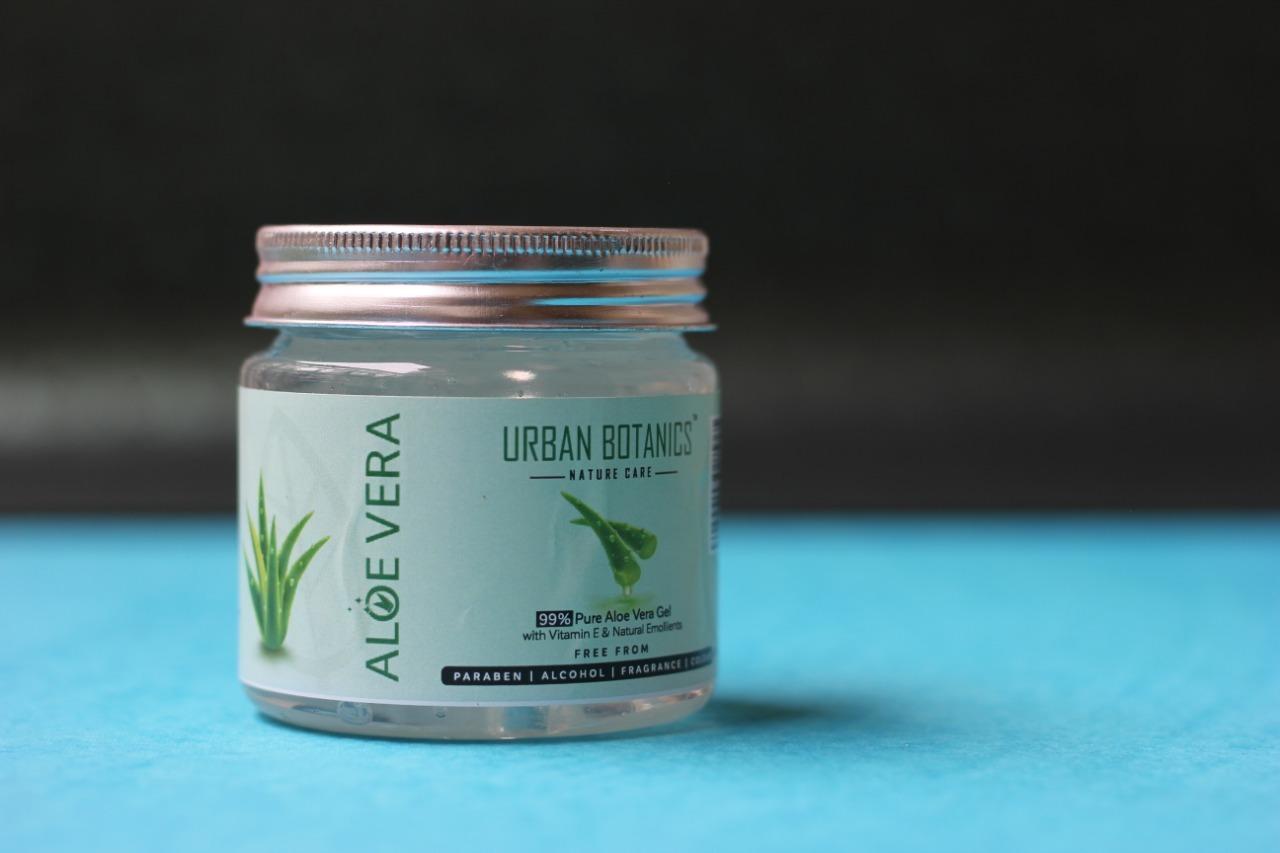 ALOE VERA
URBAN BOTANICS™
NATURE CARE
99% Pure Aloe Vera Gel
with Vitamin E & Natural Emollients
FREE FROM
PARABEN | ALCOHOL | FRAGRANCE |